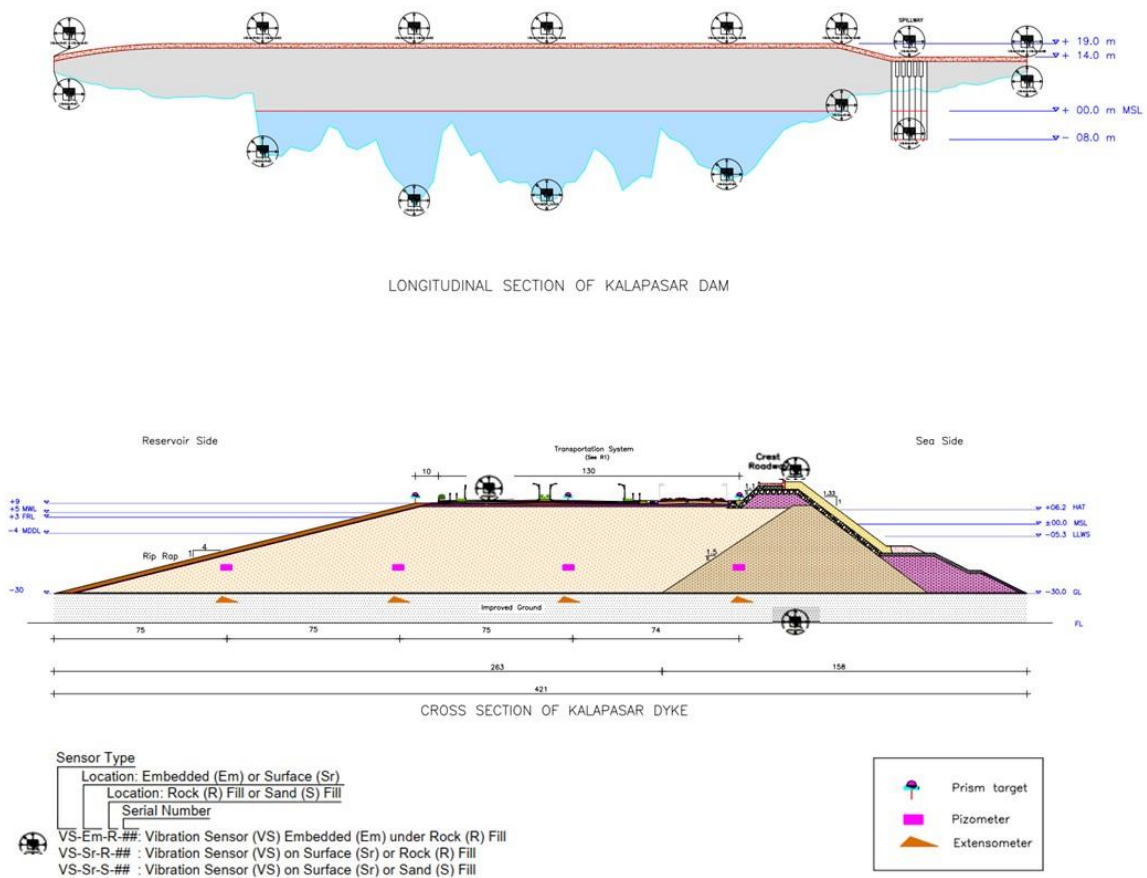 SPILLWAY
+ 19.0 m
+ 14.0 m
+ 00.0 m MSL
- 08.0 m
LONGITUDINAL SECTION OF KALAPASAR DAM
Reservoir Side
Sea Side
Transportation System
(See R1)
Crest
Roadway
10
130
+9
+5 MWL
+3 FRL
-4 MDDL
1
4
Rip Rap
1.5
1.33
1
+06.2 HAT
±00.0 MSL
-05.3 LLWS
-30
-30.0 GL
Improved Ground
FL
75
75
75
74
263
158
421
CROSS SECTION OF KALAPASAR DYKE
Sensor Type
Location: Embedded (Em) or Surface (Sr)
Location: Rock (R) Fill or Sand (S) Fill
Serial Number
VS-Em-R-##: Vibration Sensor (VS) Embedded (Em) under Rock (R) Fill
VS-Sr-R-## : Vibration Sensor (VS) on Surface (Sr) or Rock (R) Fill
VS-Sr-S-## : Vibration Sensor (VS) on Surface (Sr) or Sand (S) Fill
Prism target
Pizometer
Extensometer